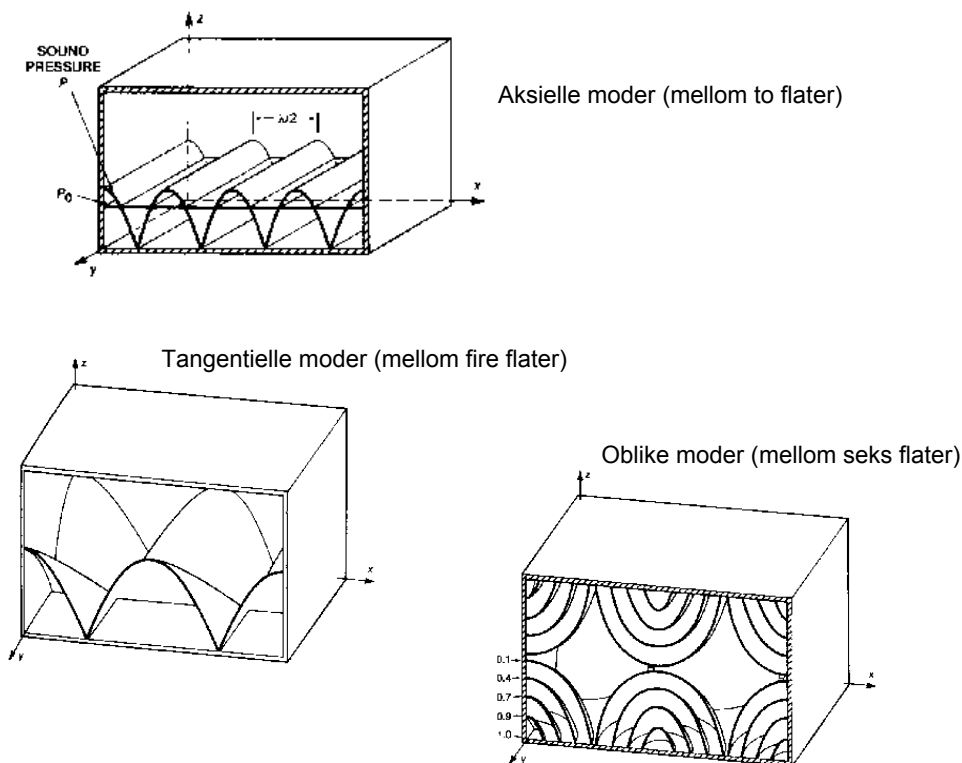 z
SOUND
PRESSURE
P
Aksielle moder (mellom to flater)
λ/2
P₀
x
y
Tangentielle moder (mellom fire flater)
z
x
y
Oblike moder (mellom seks flater)
z
0.1
0.4
0.7
0.9
1.0
x
y